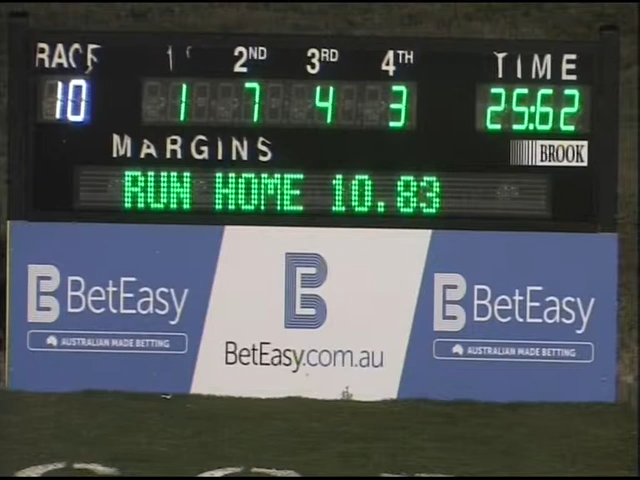 RACE 1 2ND 3RD 4TH TIME
10 1 7 4 3 25.62
MARGINS BROOK
RUN HOME 10.83
BetEasy
AUSTRALIAN MADE BETTING
BetEasy.com.au
BetEasy
AUSTRALIAN MADE BETTING